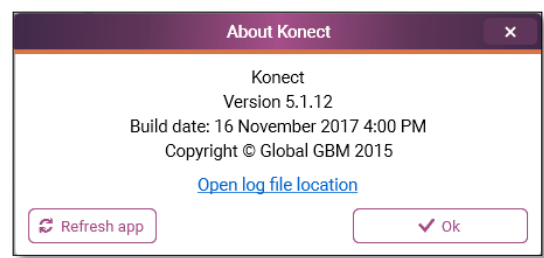 About Konect
Konect
Version 5.1.12
Build date: 16 November 2017 4:00 PM
Copyright © Global GBM 2015
Open log file location
Refresh app
Ok